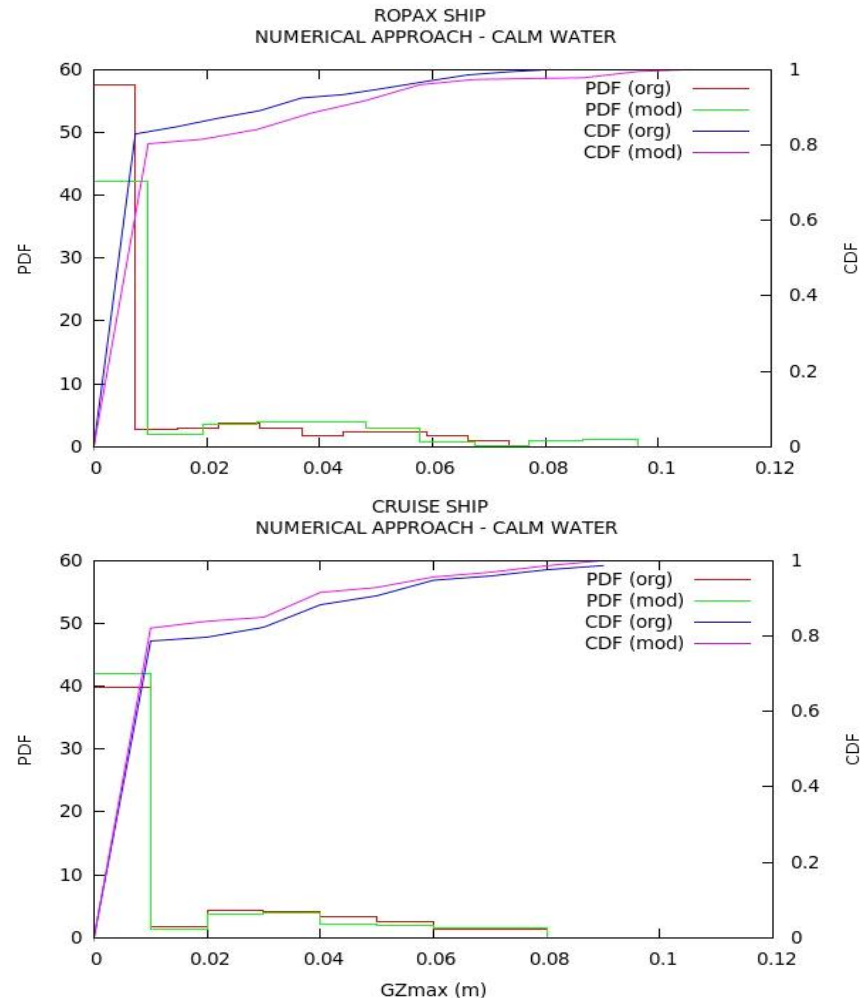 ROPAX SHIP
NUMERICAL APPROACH - CALM WATER
60
50
40
30
20
10
0
PDF
1
0.8
0.6
0.4
0.2
0
CDF
PDF (org)
PDF (mod)
CDF (org)
CDF (mod)
0 0.02 0.04 0.06 0.08 0.1 0.12
CRUISE SHIP
NUMERICAL APPROACH - CALM WATER
60
50
40
30
20
10
0
PDF
1
0.8
0.6
0.4
0.2
0
CDF
PDF (org)
PDF (mod)
CDF (org)
CDF (mod)
0 0.02 0.04 0.06 0.08 0.1 0.12
GZmax (m)